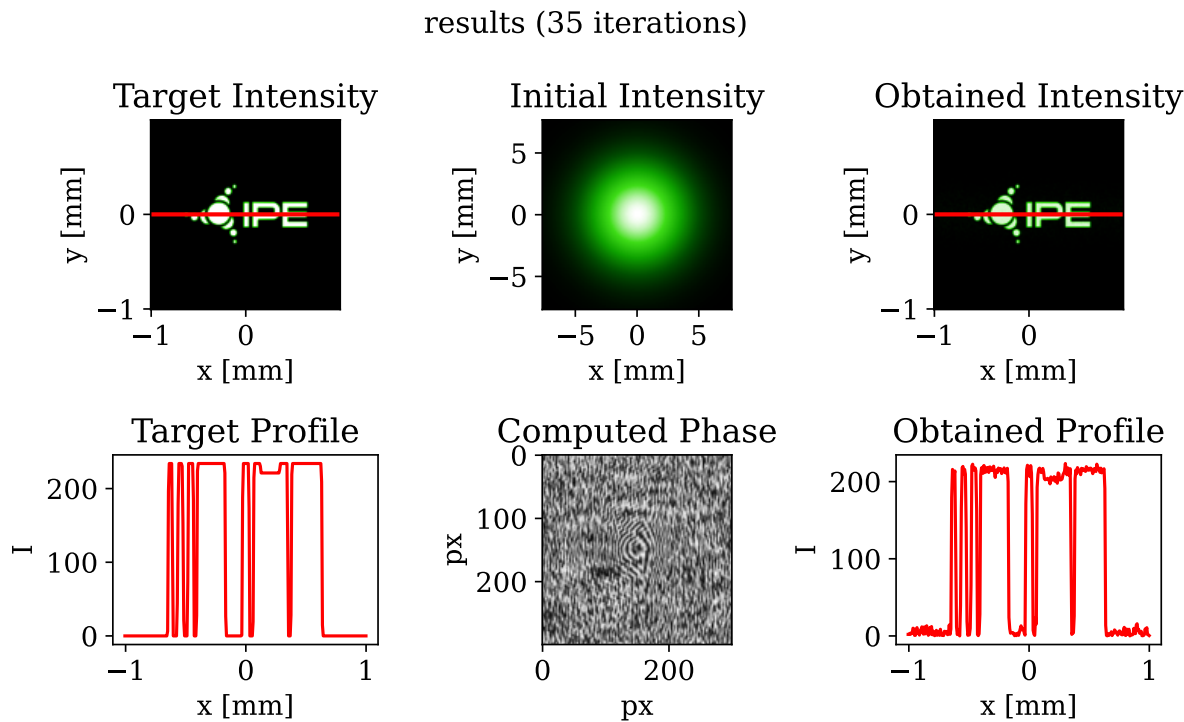 results (35 iterations)
Target Intensity
Initial Intensity
Obtained Intensity
y [mm]
0
−1
−1
0
x [mm]
IPE
y [mm]
5
0
−5
−5
0
5
x [mm]
y [mm]
0
−1
−1
0
x [mm]
IPE
Target Profile
Computed Phase
Obtained Profile
I
200
100
0
−1
0
1
x [mm]
px
0
100
200
0
200
px
I
200
100
0
−1
0
1
x [mm]